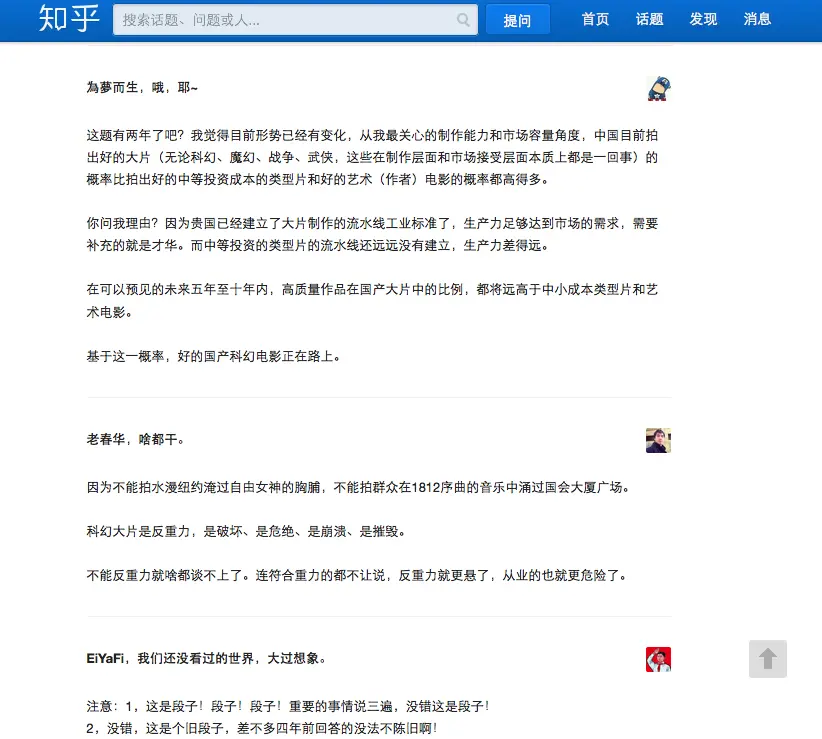 知乎 搜索话题、问题或人... 提问 首页 话题 发现 消息
為夢而生，哦，耶~
这题有两年了吧？我觉得目前形势已经有变化，从我最关心的制作能力和市场容量角度，中国目前拍
出好的大片（无论科幻、魔幻、战争、武侠，这些在制作层面和市场接受层面本质上都是一回事）的
概率比拍出好的中等投资成本的类型片和好的艺术（作者）电影的概率都高得多。
你问我理由？因为贵国已经建立了大片制作的流水线工业标准了，生产力足够达到市场的需求，需要
补充的就是才华。而中等投资的类型片的流水线还远远没有建立，生产力差得远。
在可以预见的未来五年至十年内，高质量作品在国产大片中的比例，都将远高于中小成本类型片和艺
术电影。
基于这一概率，好的国产科幻电影正在路上。
老春华，啥都干。
因为不能拍水漫纽约淹过自由女神的胸脯，不能拍群众在1812序曲的音乐中涌过国会大厦广场。
科幻大片是反重力，是破坏、是危绝、是崩溃、是摧毁。
不能反重力就啥都谈不上了。连符合重力的都不让说，反重力就更悬了，从业的也就更危险了。
EiYaFi，我们还没看过的世界，大过想象。
注意：1，这是段子！段子！段子！重要的事情说三遍，没错这是段子！
2，没错，这是个旧段子，差不多四年前回答的没法不陈旧啊！